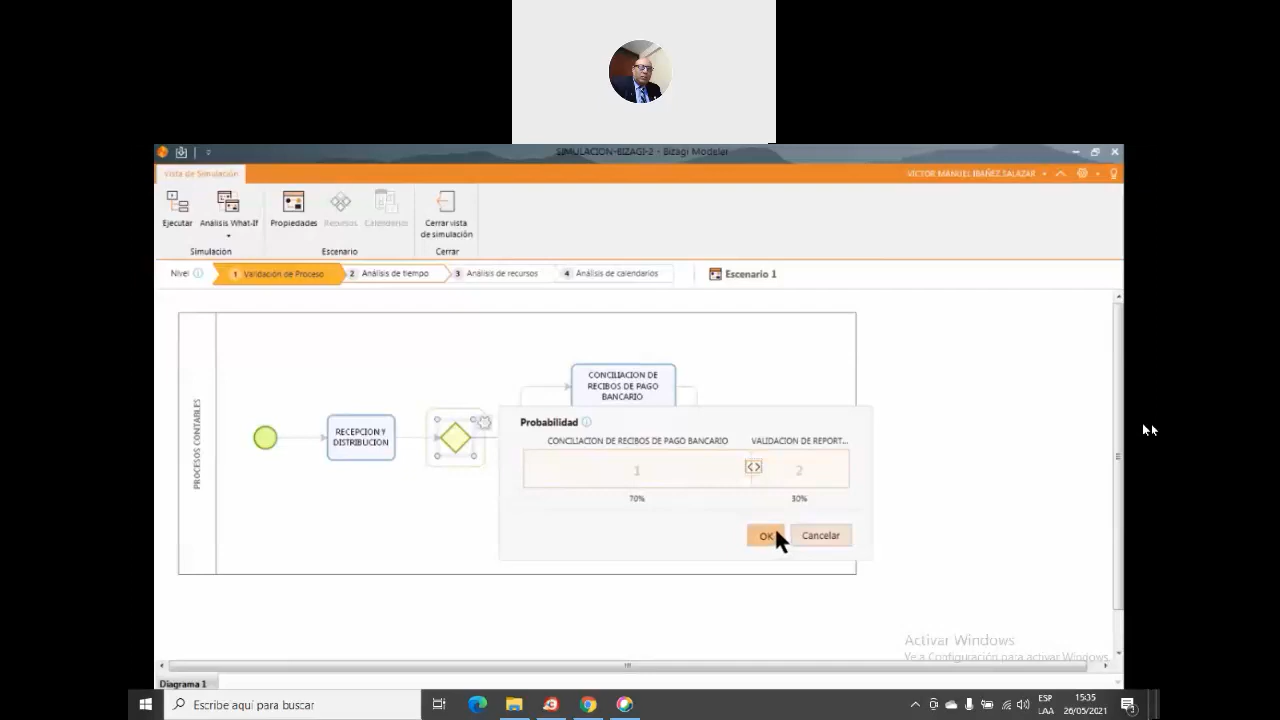 SIMULACION-BIZAGI-2 - Bizagi Modeler
Vista de Simulación
VICTOR MANUEL IBAÑEZ SALAZAR
Ejecutar
Análisis What-If
Propiedades
Recursos
Calendarios
Cerrar vista
de simulación
Simulación
Escenario
Cerrar
Nivel
1 Validación de Proceso
2 Análisis de tiempo
3 Análisis de recursos
4 Análisis de calendarios
Escenario 1
PROCESOS CONTABLES
RECEPCION Y
DISTRIBUCION
CONCILIACION DE
RECIBOS DE PAGO
BANCARIO
Probabilidad
CONCILIACION DE RECIBOS DE PAGO BANCARIO
VALIDACION DE REPORT...
1
2
70%
30%
OK
Cancelar
Activar Windows
Ve a Configuración para activar Windows.
Diagrama 1
Escribe aquí para buscar
ESP
LAA
15:35
26/05/2021